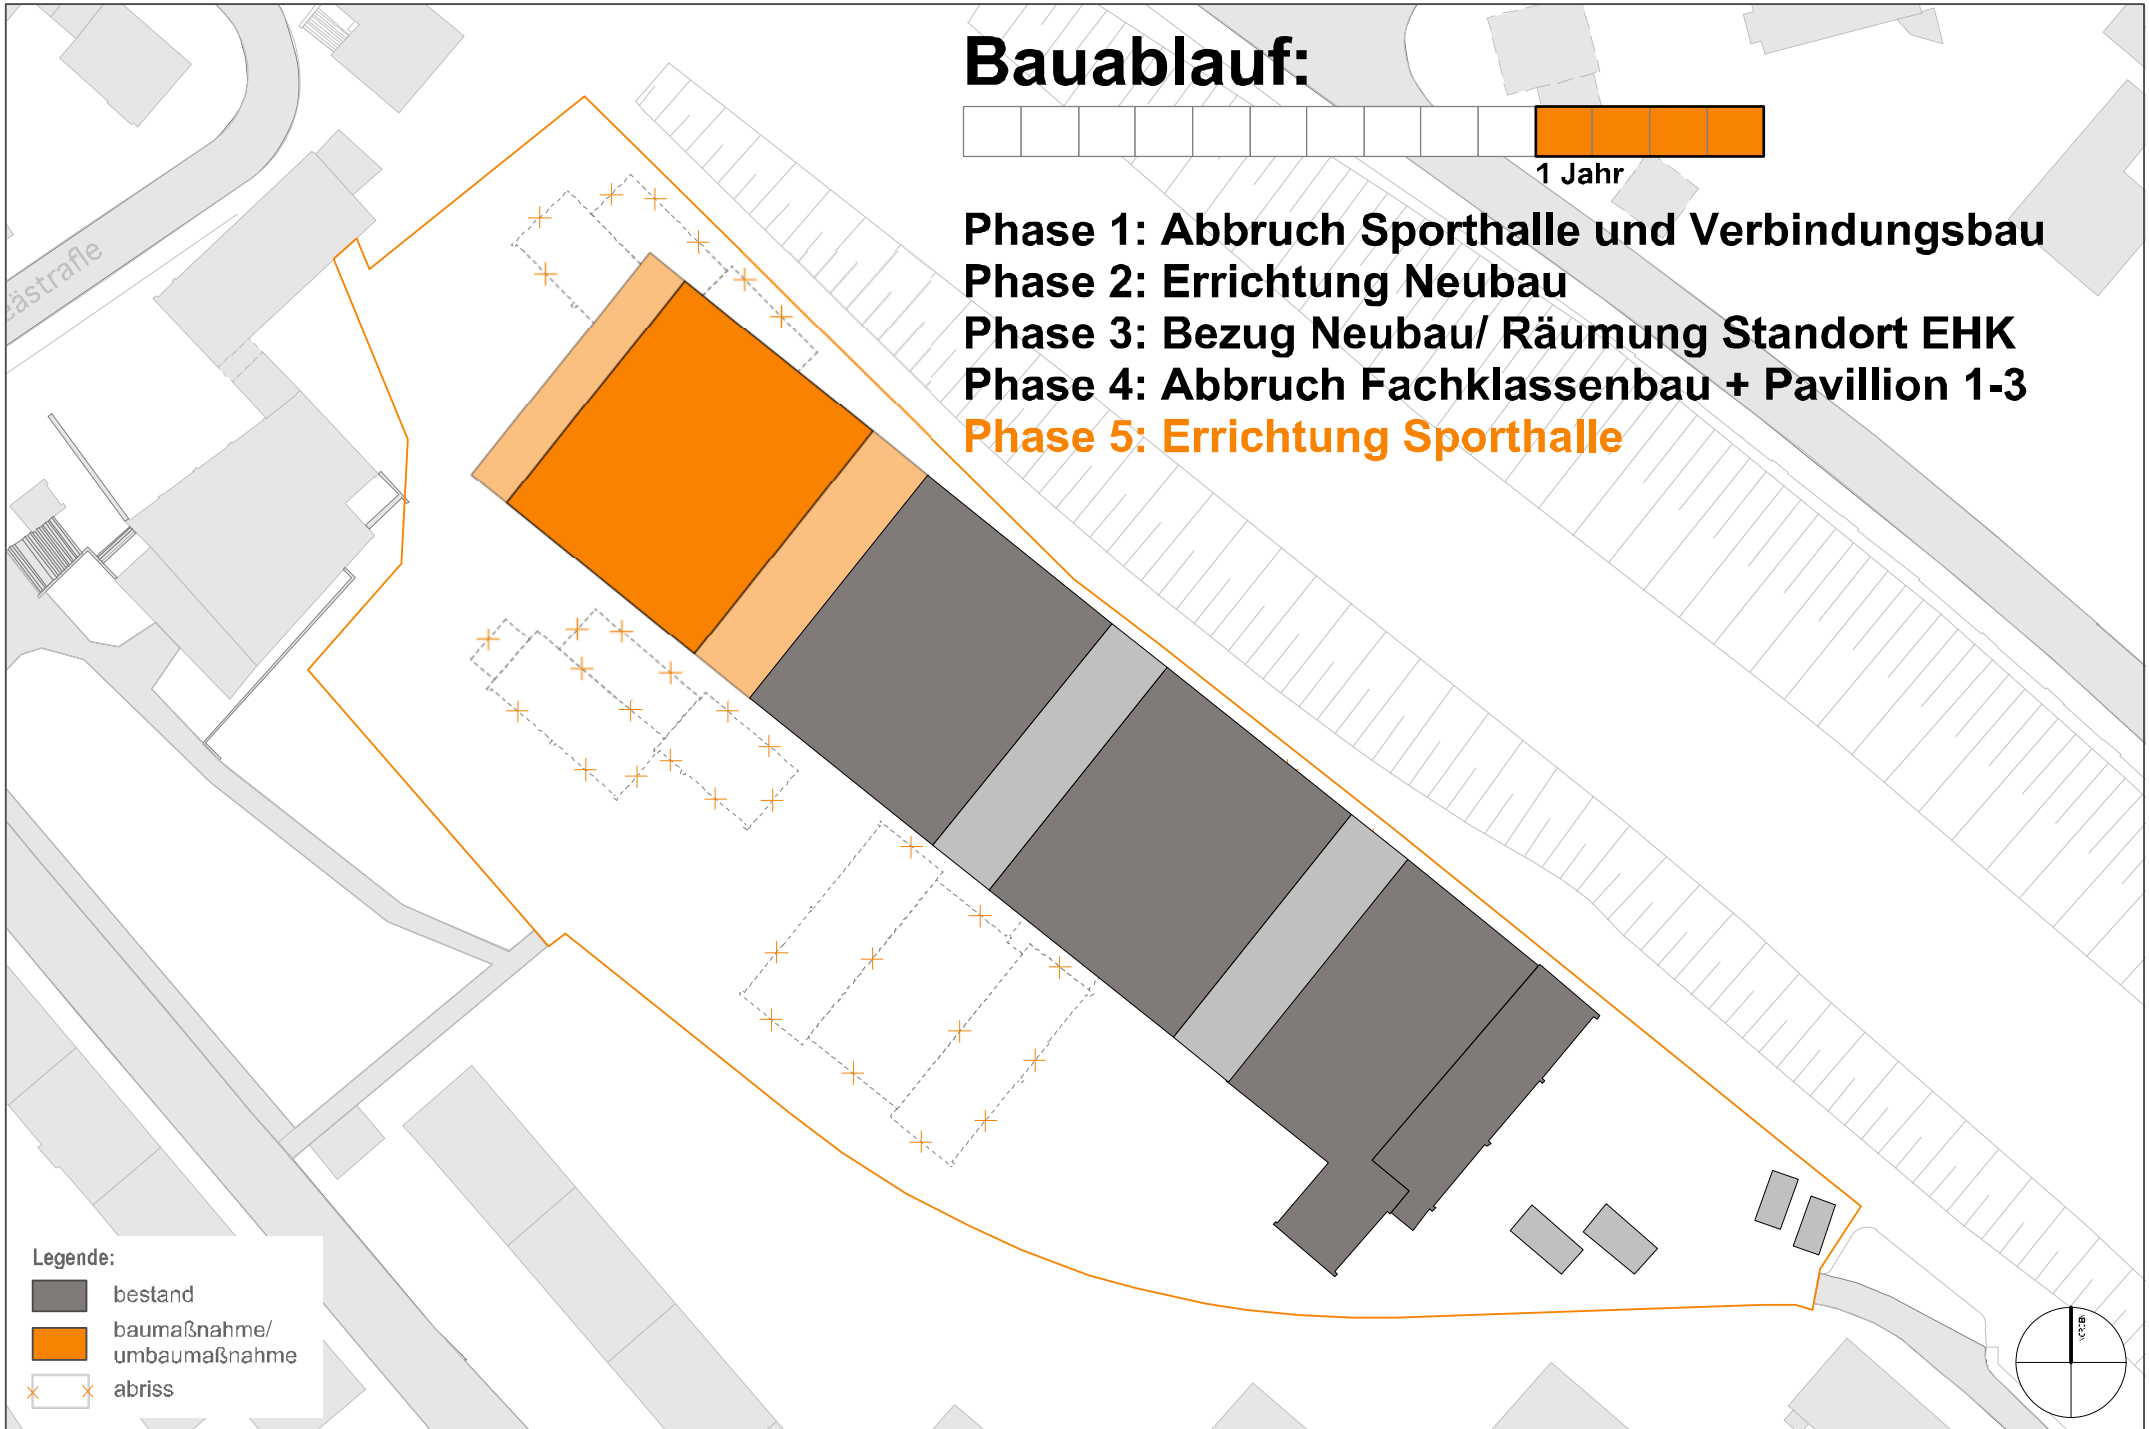 Bauablauf:
1 Jahr
Phase 1: Abbruch Sporthalle und Verbindungsbau
Phase 2: Errichtung Neubau
Phase 3: Bezug Neubau/ Räumung Standort EHK
Phase 4: Abbruch Fachklassenbau + Pavillion 1-3
Phase 5: Errichtung Sporthalle
Legende:
bestand
baumaßnahme/
umbaumaßnahme
abriss
NORDEN